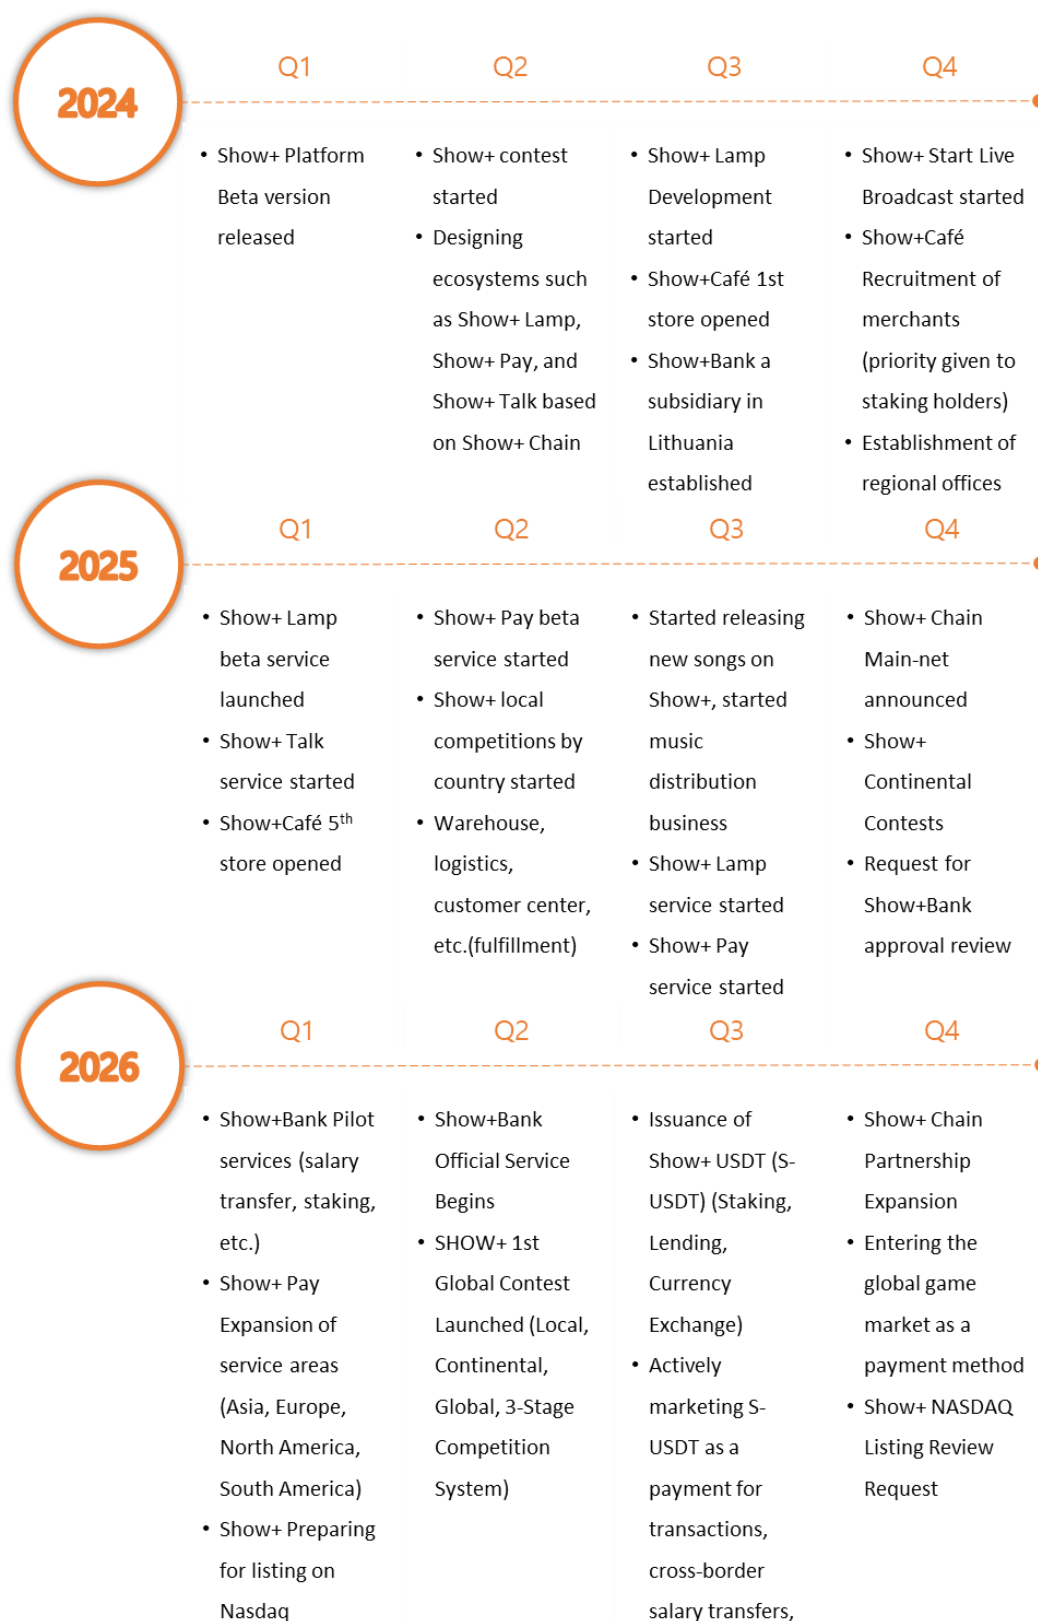 2024
Q1
Q2
Q3
Q4
• Show+ Platform
Beta version
released
• Show+ contest
started
• Designing
ecosystems such
as Show+ Lamp,
Show+ Pay, and
Show+ Talk based
on Show+ Chain
• Show+ Lamp
Development
started
• Show+Café 1st
store opened
• Show+Bank a
subsidiary in
Lithuania
established
• Show+ Start Live
Broadcast started
• Show+Café
Recruitment of
merchants
(priority given to
staking holders)
• Establishment of
regional offices
2025
Q1
Q2
Q3
Q4
• Show+ Lamp
beta service
launched
• Show+ Talk
service started
• Show+Café 5th
store opened
• Show+ Pay beta
service started
• Show+ local
competitions by
country started
• Warehouse,
logistics,
customer center,
etc.(fulfillment)
• Started releasing
new songs on
Show+, started
music
distribution
business
• Show+ Lamp
service started
• Show+ Pay
service started
• Show+ Chain
Main-net
announced
• Show+
Continental
Contests
• Request for
Show+Bank
approval review
2026
Q1
Q2
Q3
Q4
• Show+Bank Pilot
services (salary
transfer, staking,
etc.)
• Show+ Pay
Expansion of
service areas
(Asia, Europe,
North America,
South America)
• Show+ Preparing
for listing on
Nasdaq
• Show+Bank
Official Service
Begins
• SHOW+ 1st
Global Contest
Launched (Local,
Continental,
Global, 3-Stage
Competition
System)
• Issuance of
Show+ USDT (S-
USDT) (Staking,
Lending,
Currency
Exchange)
• Actively
marketing S-
USDT as a
payment for
transactions,
cross-border
salary transfers,
• Show+ Chain
Partnership
Expansion
• Entering the
global game
market as a
payment method
• Show+ NASDAQ
Listing Review
Request